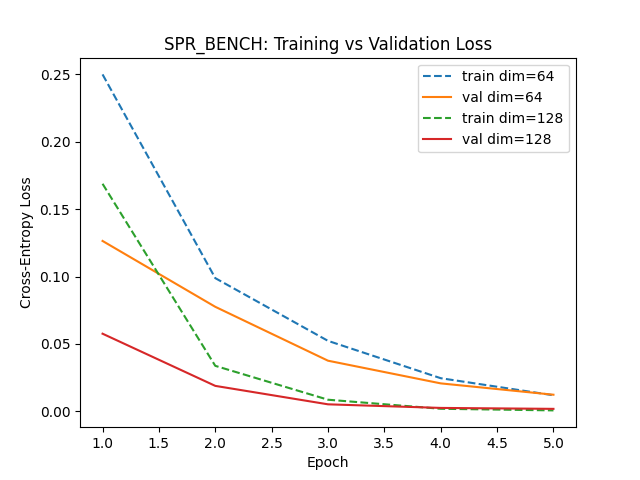 SPR_BENCH: Training vs Validation Loss
train dim=64
val dim=64
train dim=128
val dim=128
Cross-Entropy Loss
0.25
0.20
0.15
0.10
0.05
0.00
1.0 1.5 2.0 2.5 3.0 3.5 4.0 4.5 5.0
Epoch